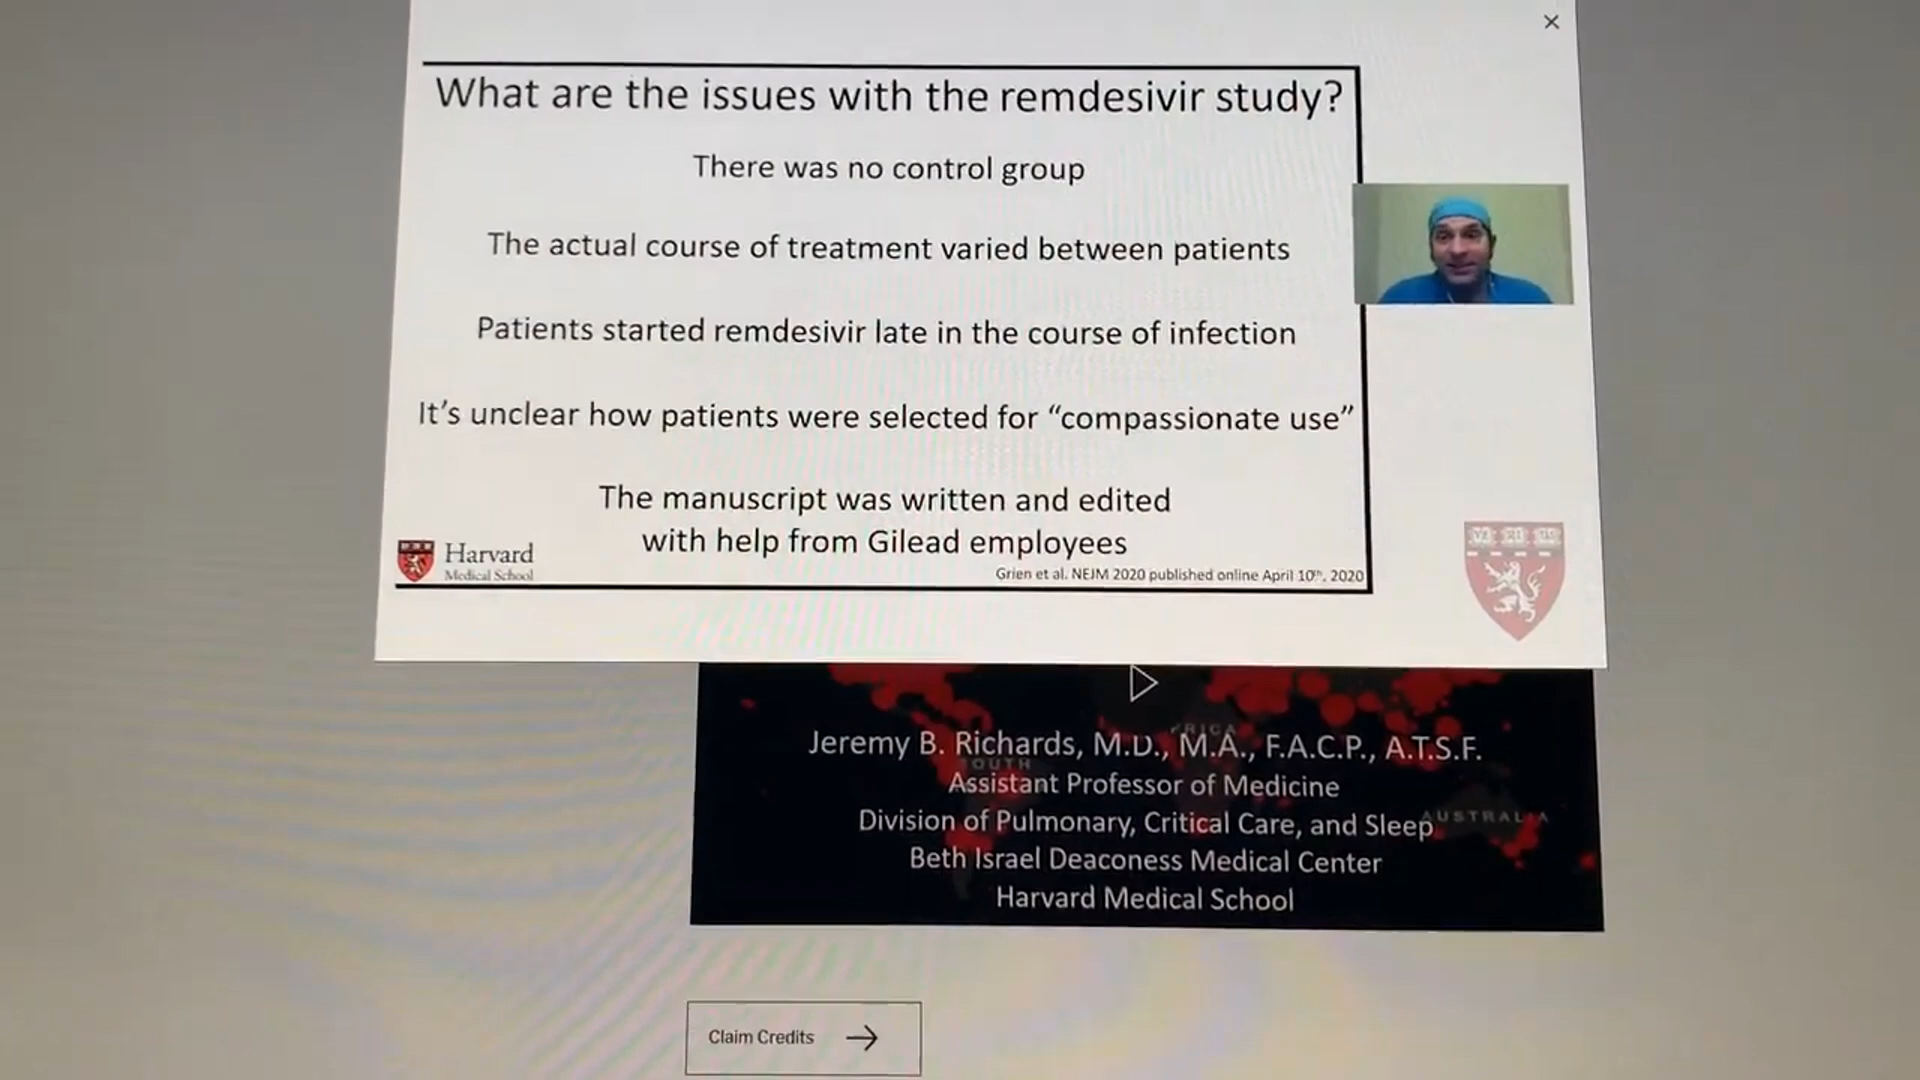 What are the issues with the remdesivir study?
There was no control group
The actual course of treatment varied between patients
Patients started remdesivir late in the course of infection
It's unclear how patients were selected for “compassionate use”
The manuscript was written and edited
with help from Gilead employees
Harvard
Medical School
Grien et al. NEJM 2020 published online April 10th, 2020
Jeremy B. Richards, M.D., M.A., F.A.C.P., A.T.S.F.
Assistant Professor of Medicine
Division of Pulmonary, Critical Care, and Sleep
AUSTRALIA
Beth Israel Deaconess Medical Center
Harvard Medical School
Claim Credits